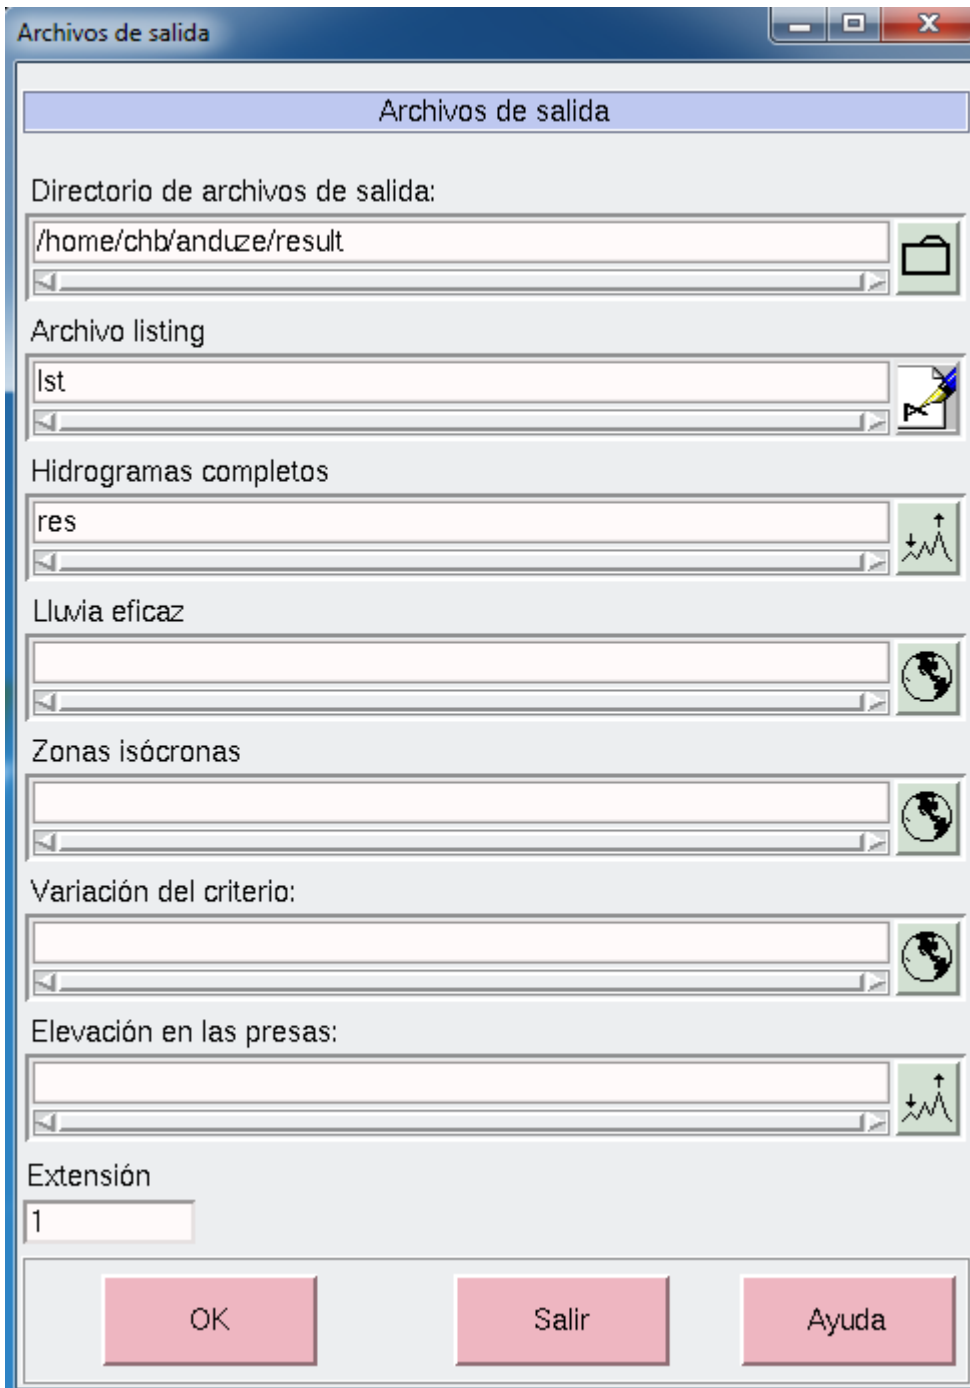 Archivos de salida
Archivos de salida
Directorio de archivos de salida:
/home/chb/anduze/result
Archivo listing
lst
Hidrogramas completos
res
Lluvia eficaz
Zonas isócronas
Variación del criterio:
Elevación en las presas:
Extensión
1
OK Salir Ayuda